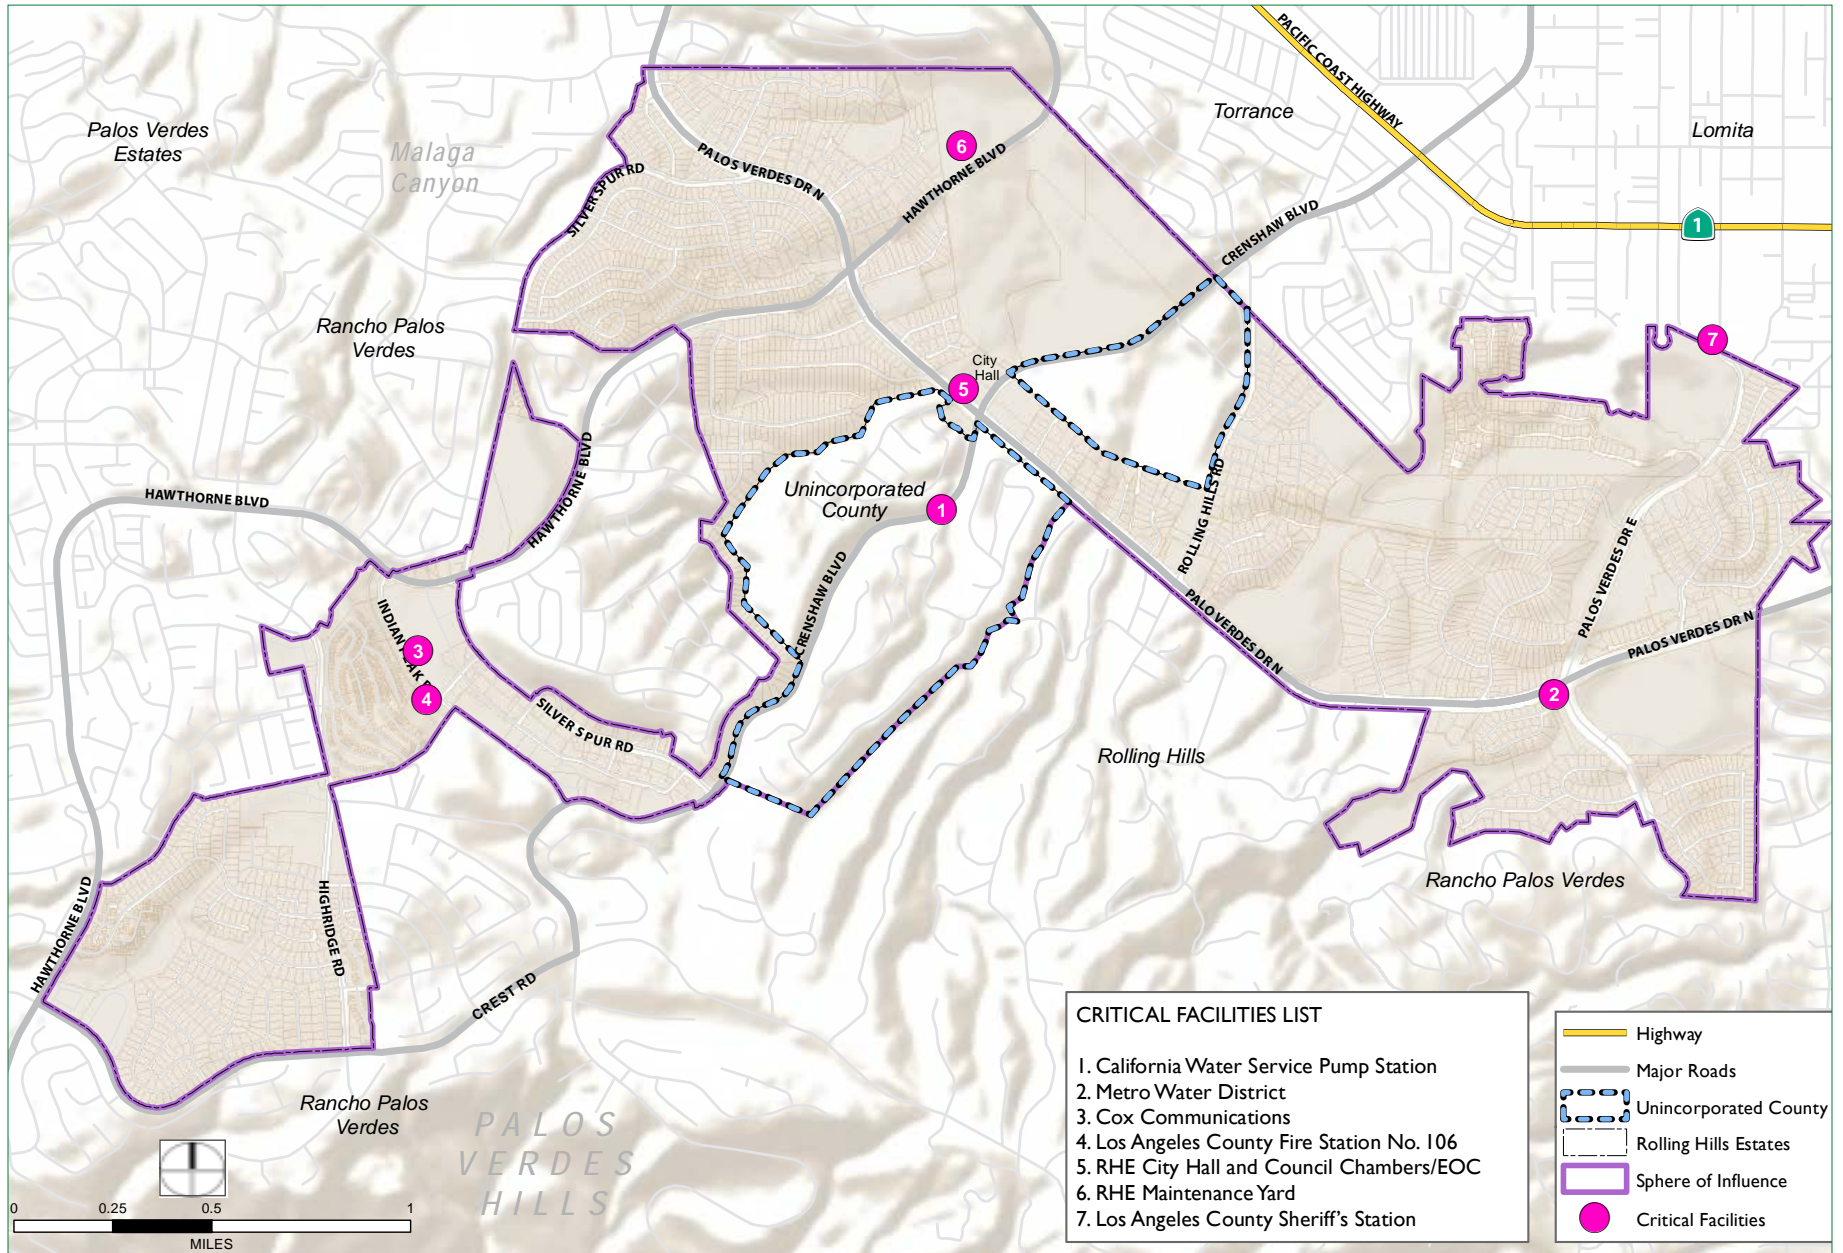 PACIFIC COAST HIGHWAY
Torrance
Lomita
Palos Verdes
Estates
Malaga
Canyon
6
PALOS VERDES DR N
HAWTHORNE BLVD
SILVER SPUR RD
CRENSHAW BLVD
1
Rancho Palos
Verdes
7
City
Hall
5
HAWTHORNE BLVD
HAWTHORNE BLVD
Unincorporated
County
1
ROLLING HILLS RD
CRENSHAW BLVD
PALOS VERDES DR E
PALO VERDES DR N
PALOS VERDES DR N
INDIAN
3
4
2
SILVER SPUR RD
Rolling Hills
Rancho Palos Verdes
HAWTHORNE BLVD
HIGHRIDGE RD
CREST RD
Rancho Palos
Verdes
PALOS
VERDES
HILLS
0 0.25 0.5 1
MILES
CRITICAL FACILITIES LIST
1. California Water Service Pump Station
2. Metro Water District
3. Cox Communications
4. Los Angeles County Fire Station No. 106
5. RHE City Hall and Council Chambers/EOC
6. RHE Maintenance Yard
7. Los Angeles County Sheriff's Station
Highway
Major Roads
Unincorporated County
Rolling Hills Estates
Sphere of Influence
Critical Facilities